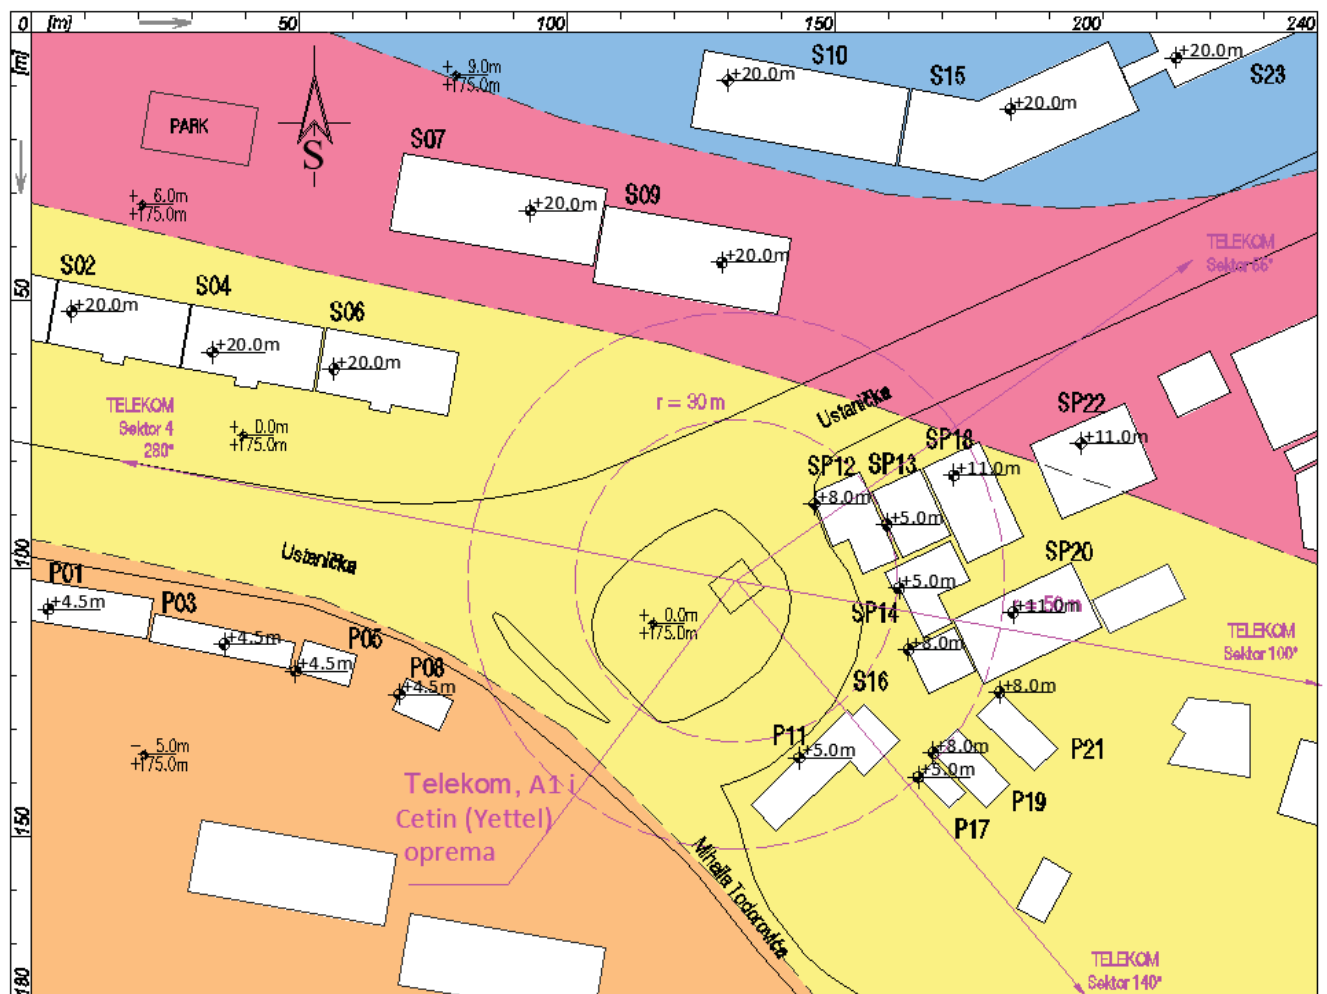 0 [m] 50 100 150 200 240
[m]
50
100
150
180
PARK
S
+ 9.0m
+175.0m
+ 6.0m
+175.0m
S10
+20.0m
S15
+20.0m
+20.0m
S23
S07
+20.0m
S09
+20.0m
TELEKOM
Sektor 66°
S02
+20.0m
S04
+20.0m
S06
+20.0m
TELEKOM
Sektor 4
280°
+ 0.0m
+175.0m
r = 30 m
Ustanička
SP22
+11.0m
SP18
+11.0m
SP12
+8.0m
SP13
+5.0m
Ustanička
SP20
+11.0m
r = 50 m
+5.0m
SP14
+8.0m
S16
P01
+4.5m
P03
+4.5m
P05
+4.5m
P08
+4.5m
+ 0.0m
+175.0m
TELEKOM
Sektor 100°
+8.0m
P21
P11
+5.0m
+8.0m
P19
+5.0m
P17
- 5.0m
+175.0m
Telekom, A1 i
Cetin (Yettel)
oprema
Mihaila Todorovića
TELEKOM
Sektor 140°